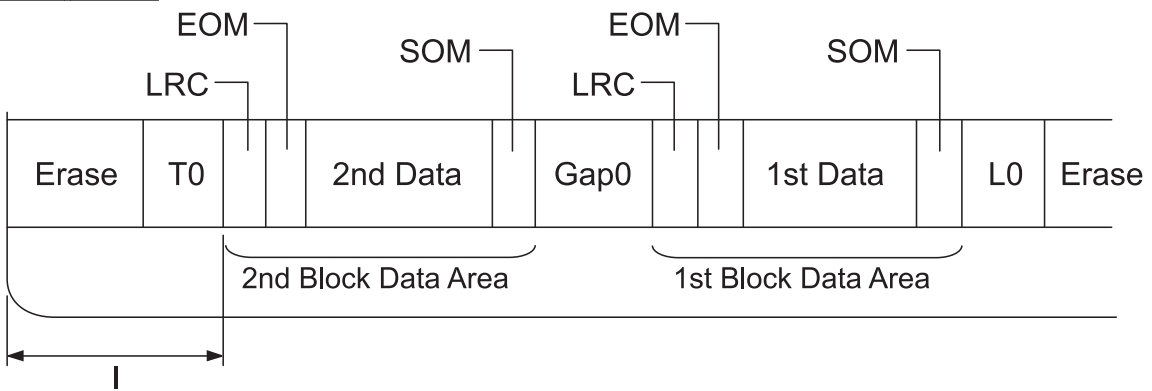 EOM
EOM
SOM
SOM
LRC
LRC
Erase T0 2nd Data Gap0 1st Data L0 Erase
2nd Block Data Area 1st Block Data Area
I